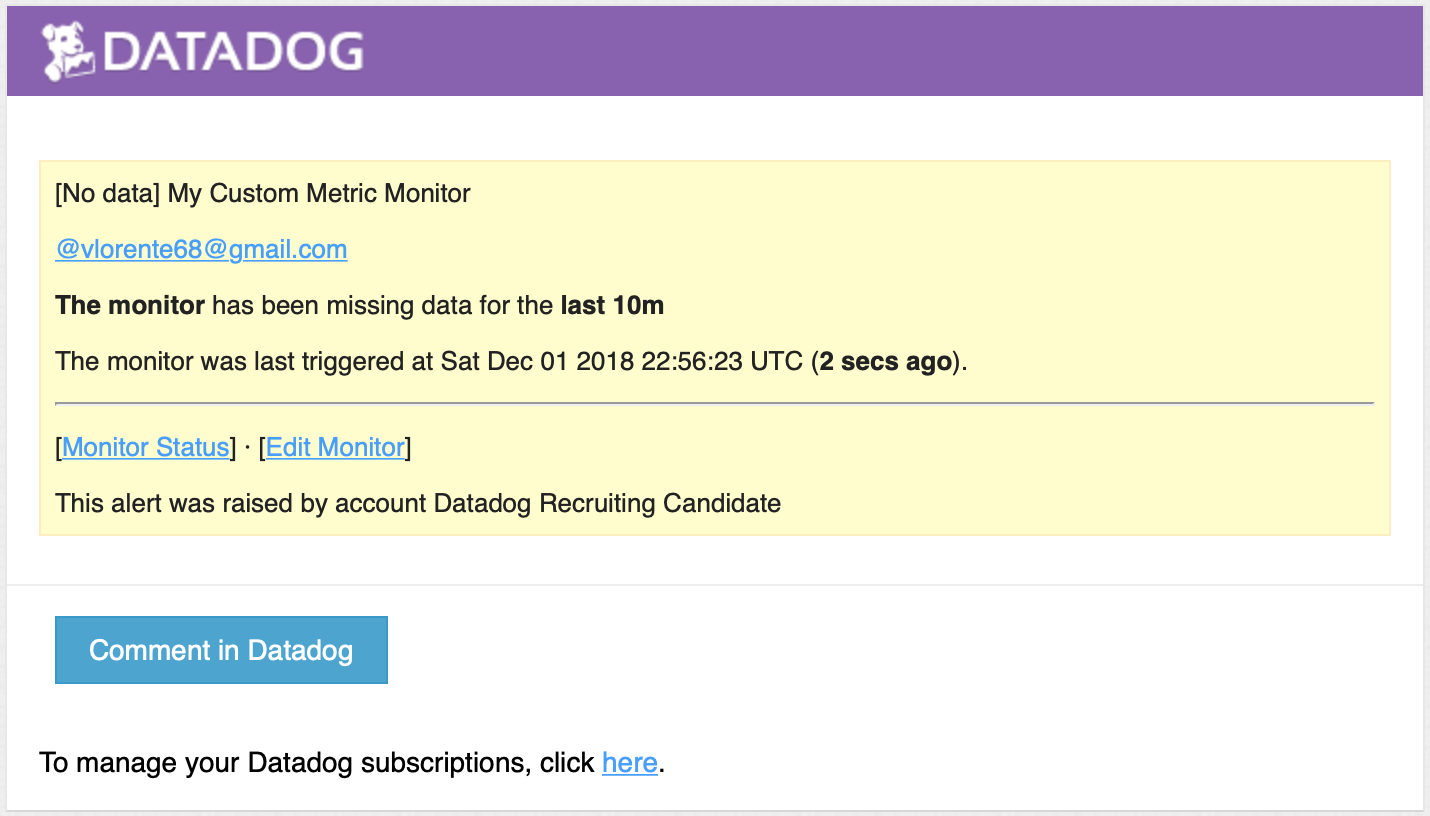 DATADOG
[No data] My Custom Metric Monitor
@vlorente68@gmail.com
The monitor has been missing data for the last 10m
The monitor was last triggered at Sat Dec 01 2018 22:56:23 UTC (2 secs ago).
[Monitor Status] · [Edit Monitor]
This alert was raised by account Datadog Recruiting Candidate
Comment in Datadog
To manage your Datadog subscriptions, click here.